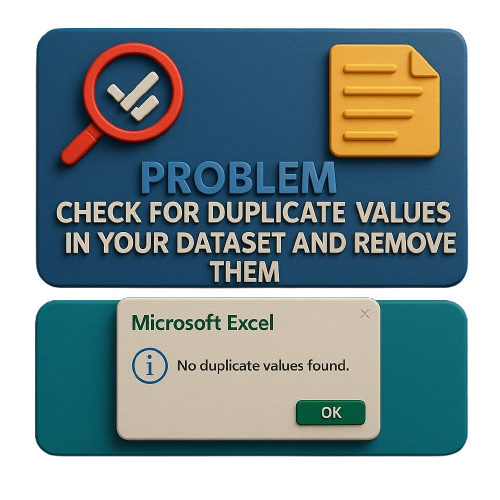 PROBLEM
CHECK FOR DUPLICATE VALUES
IN YOUR DATASET AND REMOVE
THEM
Microsoft Excel
No duplicate values found.
OK